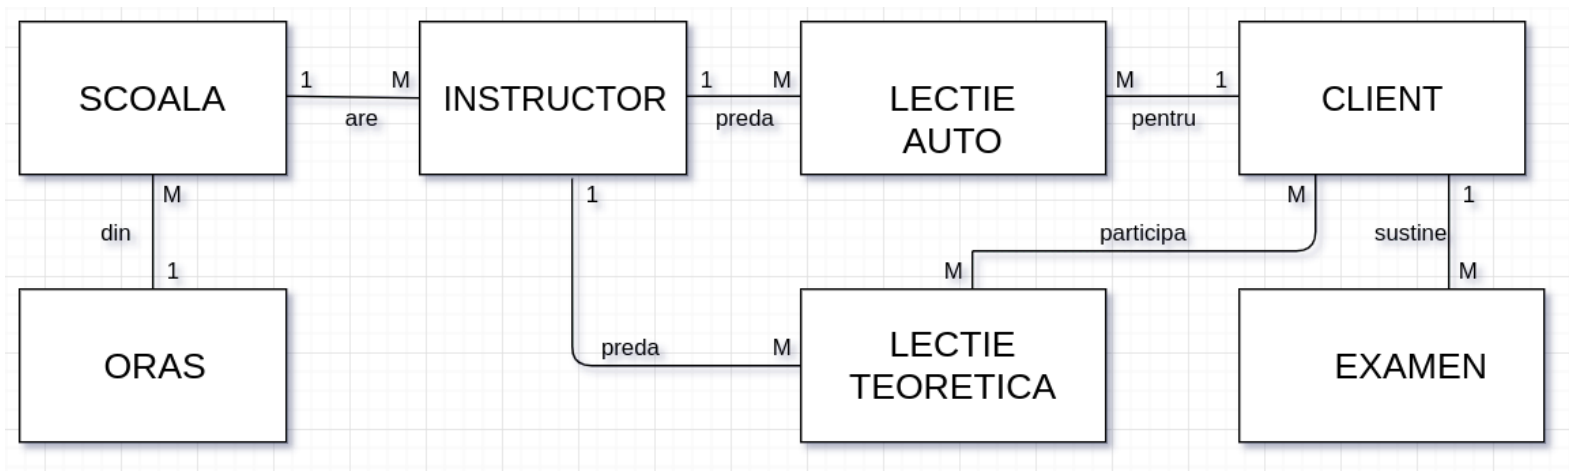 SCOALA
1 M
are
INSTRUCTOR
1 M
preda
LECTIE
AUTO
M 1
pentru
CLIENT
M
din
1
1
M
participa
M
1
sustine
M
ORAS
preda M
LECTIE
TEORETICA
EXAMEN